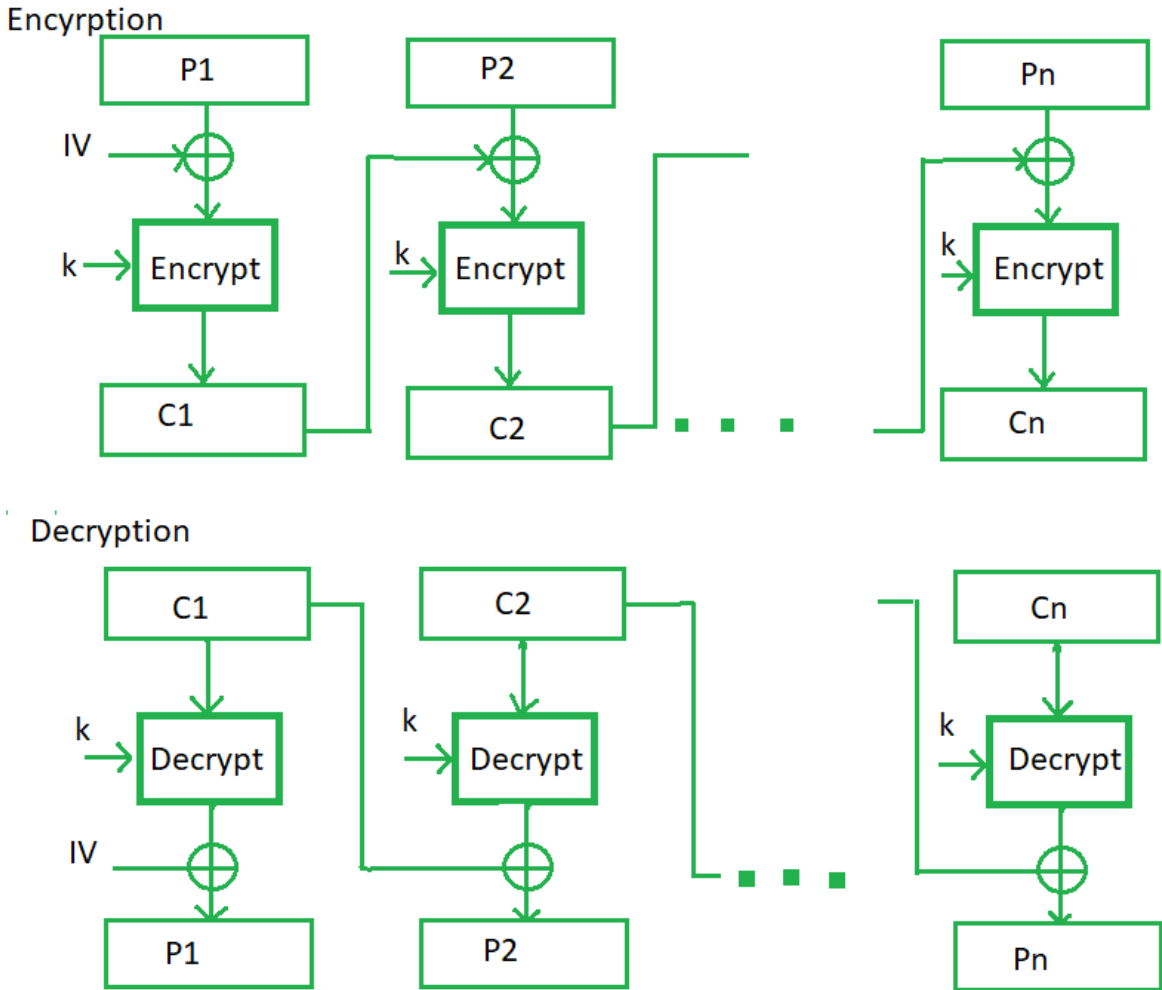 Encyrption
P1 P2 Pn
IV
k Encrypt k Encrypt k Encrypt
C1 C2 Cn
Decryption
C1 C2 Cn
k Decrypt k Decrypt k Decrypt
IV
P1 P2 Pn